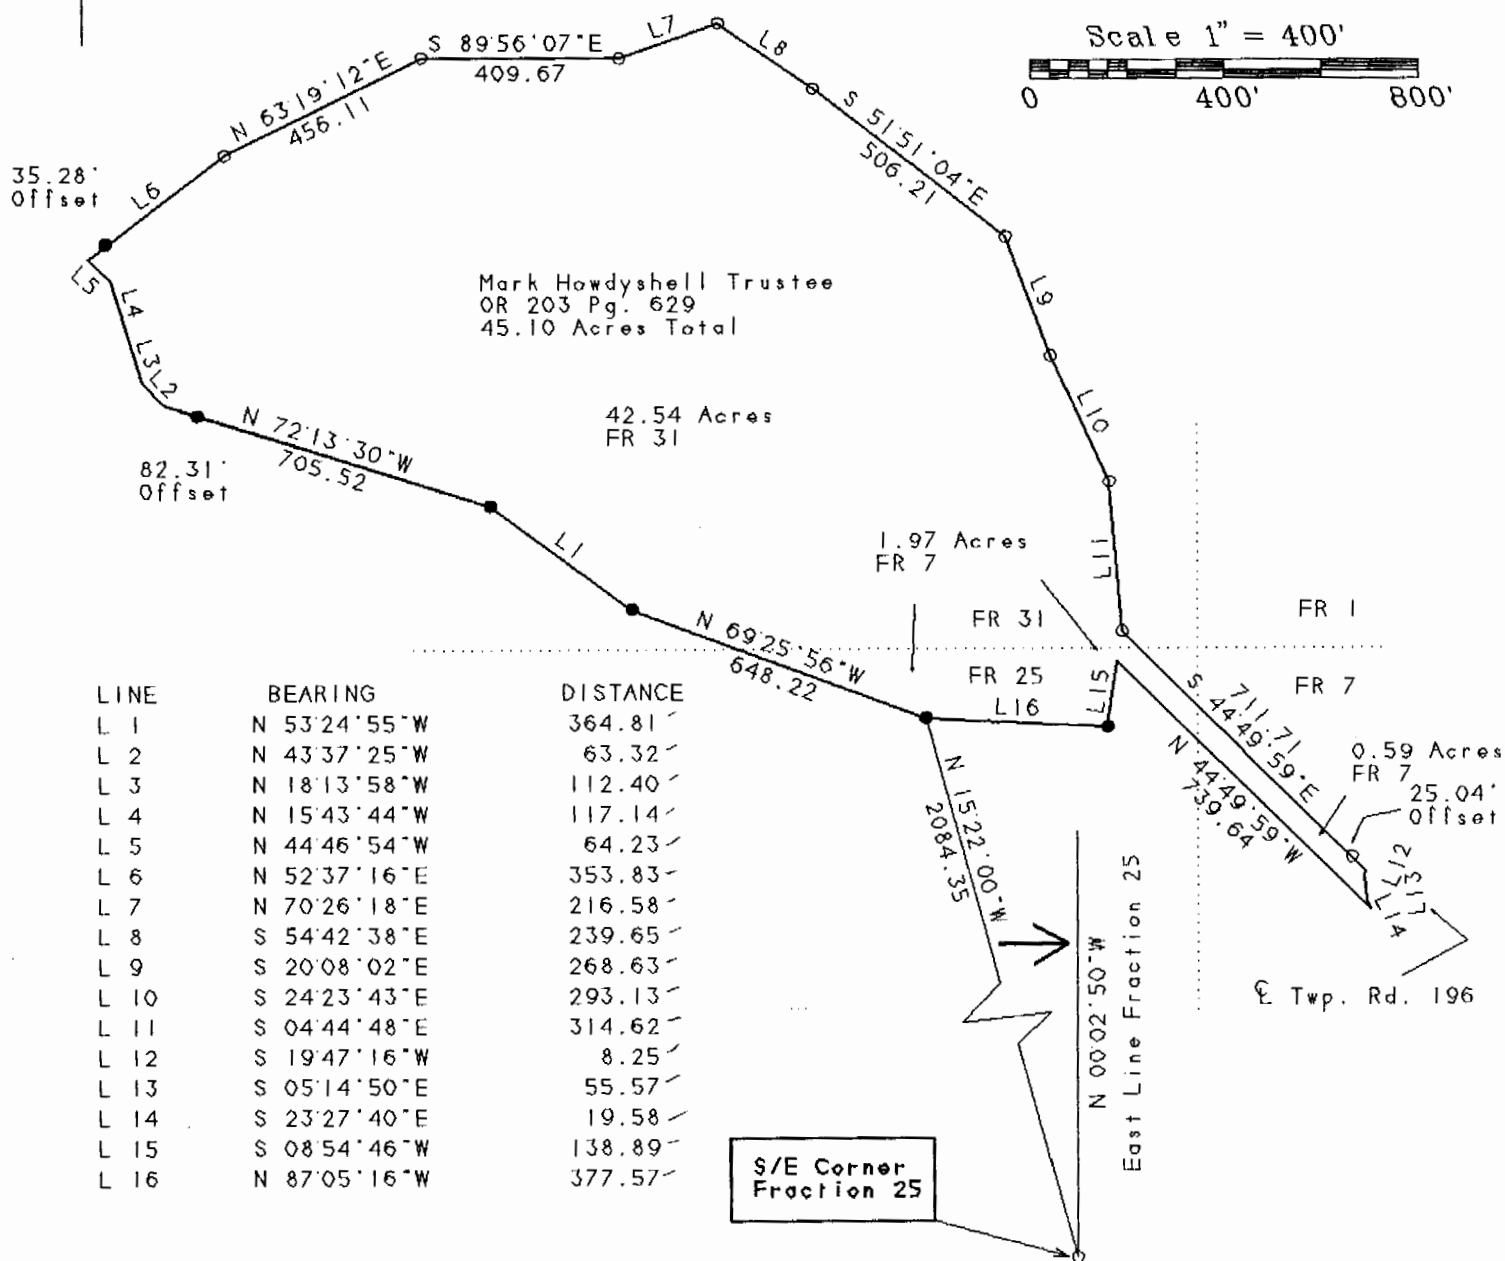 Scale 1" = 400'
0 400' 800'
L7
L8
S 89°56'07"E
409.67
N 63°19'12"E
456.11
S 51°51'04"E
506.21
35.28'
Offset
L6
L5
L4
L3
L2
L9
L10
L11
Mark Howdyshell Trustee
OR 203 Pg. 629
45.10 Acres Total
42.54 Acres
FR 31
N 72°13'30"W
705.52
82.31'
Offset
L1
1.97 Acres
FR 7
FR 31
FR 1
N 69°25'56"W
648.22
FR 25
L16
L15
FR 7
711.71
S 44°49'59"E
N 44°49'59"W
739.64
0.59 Acres
FR 7
25.04'
Offset
L12
L13
L14
℄ Twp. Rd. 196
N 15°22'00"W
2084.35
N 00°02'50"W
East Line Fraction 25
S/E Corner
Fraction 25
LINE BEARING DISTANCE
L 1 N 53°24'55"W 364.81
L 2 N 43°37'25"W 63.32
L 3 N 18°13'58"W 112.40
L 4 N 15°43'44"W 117.14
L 5 N 44°46'54"W 64.23
L 6 N 52°37'16"E 353.83
L 7 N 70°26'18"E 216.58
L 8 S 54°42'38"E 239.65
L 9 S 20°08'02"E 268.63
L 10 S 24°23'43"E 293.13
L 11 S 04°44'48"E 314.62
L 12 S 19°47'16"W 8.25
L 13 S 05°14'50"E 55.57
L 14 S 23°27'40"E 19.58
L 15 S 08°54'46"W 138.89
L 16 N 87°05'16"W 377.57